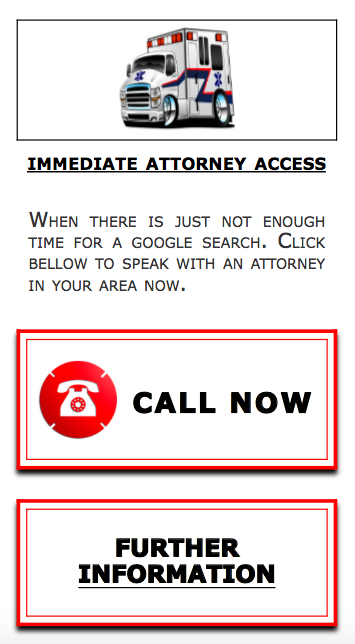 IMMEDIATE ATTORNEY ACCESS
When there is just not enough
time for a google search. Click
bellow to speak with an attorney
in your area now.
CALL NOW
FURTHER
INFORMATION